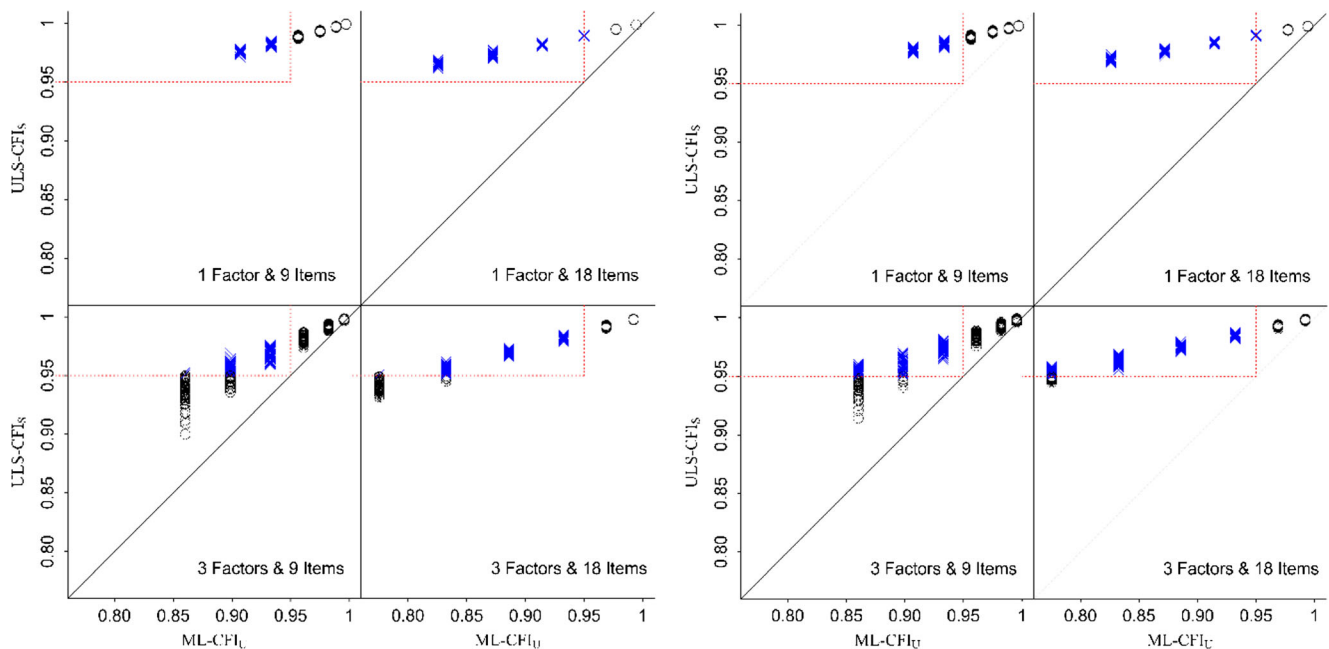 1
0.95
0.90
0.85
0.80
ULS-CFIS
1 Factor & 9 Items
1 Factor & 18 Items
1
0.95
0.90
0.85
0.80
ULS-CFIS
3 Factors & 9 Items
3 Factors & 18 Items
0.80 0.85 0.90 0.95 1
0.80 0.85 0.90 0.95 1
ML-CFIU
ML-CFIU
1
0.95
0.90
0.85
0.80
ULS-CFIS
1 Factor & 9 Items
1 Factor & 18 Items
1
0.95
0.90
0.85
0.80
ULS-CFIS
3 Factors & 9 Items
3 Factors & 18 Items
0.80 0.85 0.90 0.95 1
0.80 0.85 0.90 0.95 1
ML-CFIU
ML-CFIU